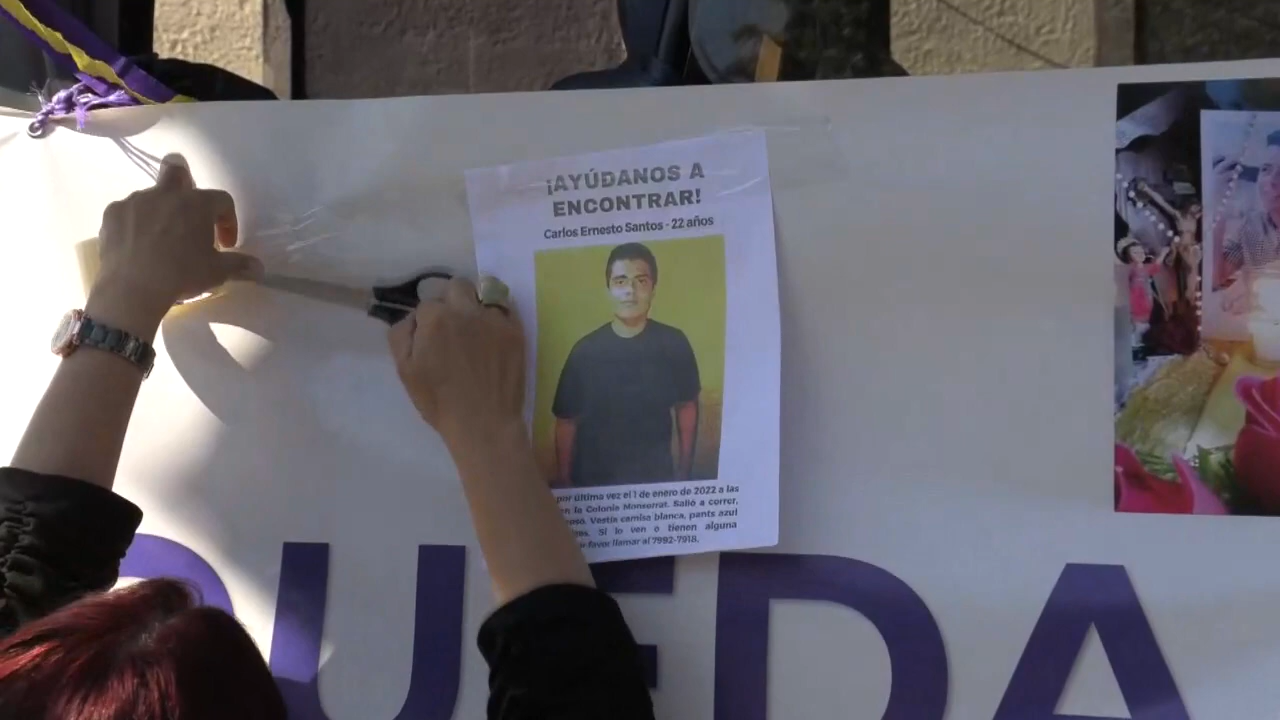 ¡AYÚDANOS A
ENCONTRAR!
Carlos Ernesto Santos - 22 años
por última vez el 1 de enero de 2022 a las
en la Colonia Monserrat. Salió a correr,
Vestía camisa blanca, pants azul
Si lo ven o tienen alguna
favor llamar al 7992-7918.
UEDA